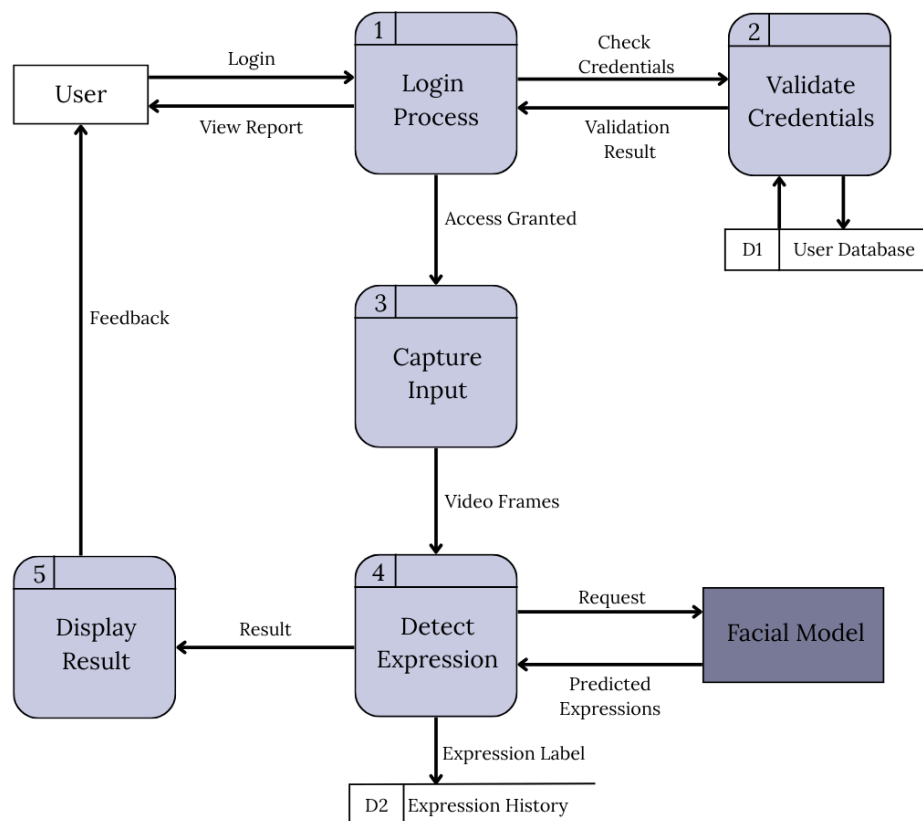 1
2
Login
Check
Credentials
User
Login
Process
Validate
Credentials
View Report
Validation
Result
Access Granted
D1
User Database
3
Feedback
Capture
Input
Video Frames
5
4
Request
Display
Result
Result
Detect
Expression
Facial Model
Predicted
Expressions
Expression Label
D2
Expression History